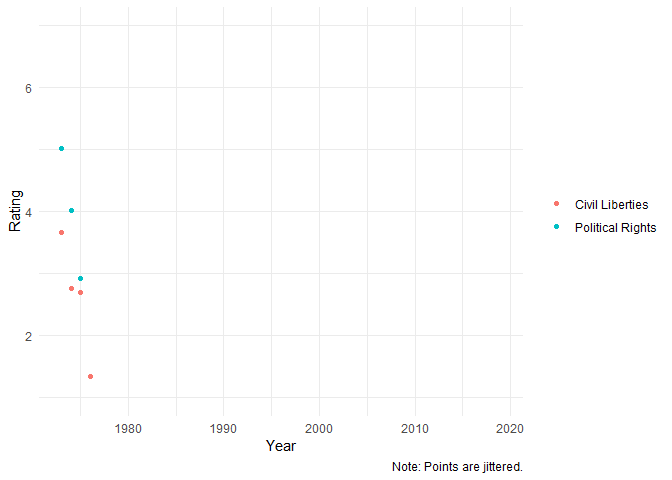 6
4
2
Rating
1980 1990 2000 2010 2020
Year
Civil Liberties
Political Rights
Note: Points are jittered.